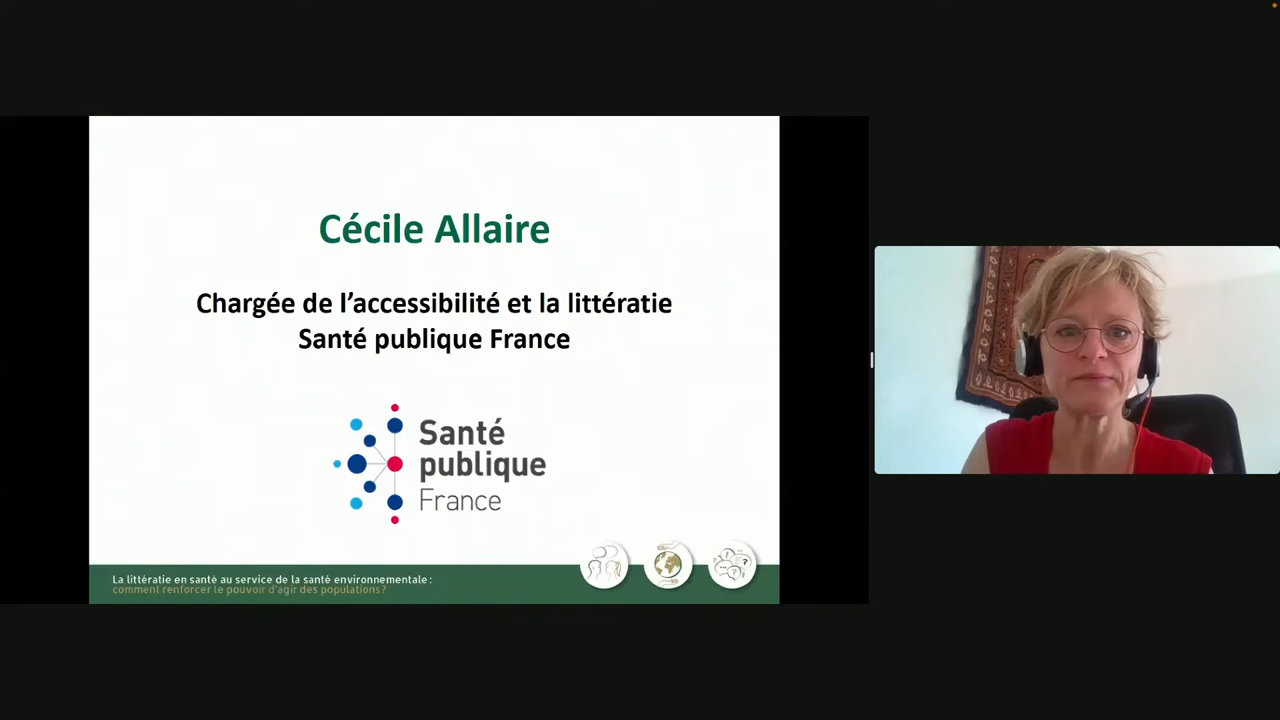 Cécile Allaire
Chargée de l’accessibilité et la littératie
Santé publique France
Santé
publique
France
La littératie en santé au service de la santé environnementale :
comment renforcer le pouvoir d'agir des populations?